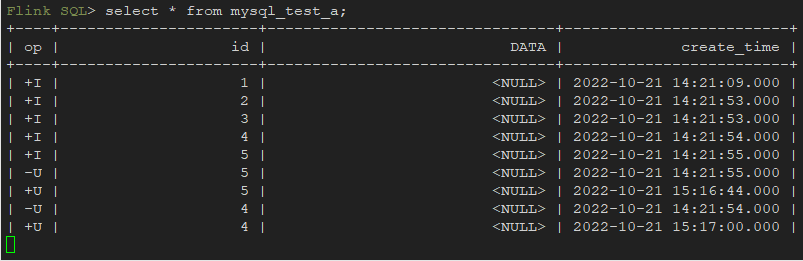 Flink SQL> select * from mysql_test_a;
+----+-------------+--------------------------------+-------------------------+
| op | id | DATA | create_time |
+----+-------------+--------------------------------+-------------------------+
| +I | 1 | <NULL> | 2022-10-21 14:21:09.000 |
| +I | 2 | <NULL> | 2022-10-21 14:21:53.000 |
| +I | 3 | <NULL> | 2022-10-21 14:21:53.000 |
| +I | 4 | <NULL> | 2022-10-21 14:21:54.000 |
| +I | 5 | <NULL> | 2022-10-21 14:21:55.000 |
| -U | 5 | <NULL> | 2022-10-21 14:21:55.000 |
| +U | 5 | <NULL> | 2022-10-21 15:16:44.000 |
| -U | 4 | <NULL> | 2022-10-21 14:21:54.000 |
| +U | 4 | <NULL> | 2022-10-21 15:17:00.000 |